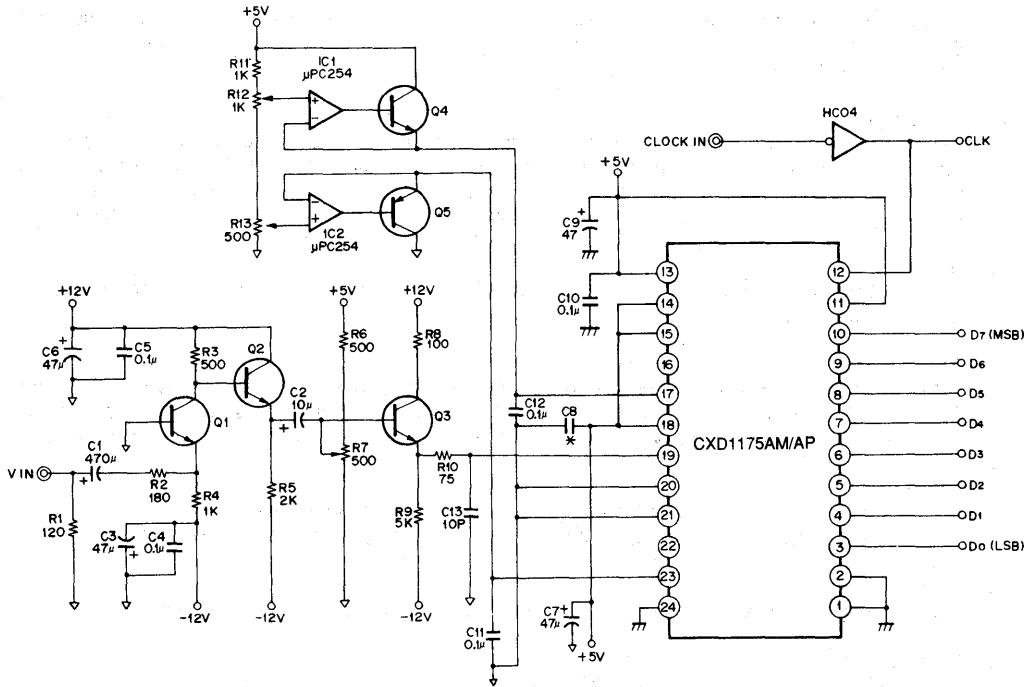 +5V
R11
1K
R12
1K
IC1
μPC254
Q4
R13
500
IC2
μPC254
Q5
CLOCK IN
HC04
CLK
+5V
C9
47
+
C10
0.1μ
+12V
C6
47μ
+
C5
0.1μ
R3
500
Q2
Q1
C2
10μ
+
+5V
R6
500
R7
500
+12V
R8
100
Q3
V IN
C1
470μ
+
R2
180
R1
120
R4
1K
C3
47μ
+
C4
0.1μ
-12V
R5
2K
-12V
R9
5K
-12V
R10
75
C13
10P
C12
0.1μ
C8
*
C11
0.1μ
C7
47μ
+
+5V
CXD1175AM/AP
13
14
15
16
17
18
19
20
21
22
23
24
12
11
10
9
8
7
6
5
4
3
2
1
D7 (MSB)
D6
D5
D4
D3
D2
D1
D0 (LSB)